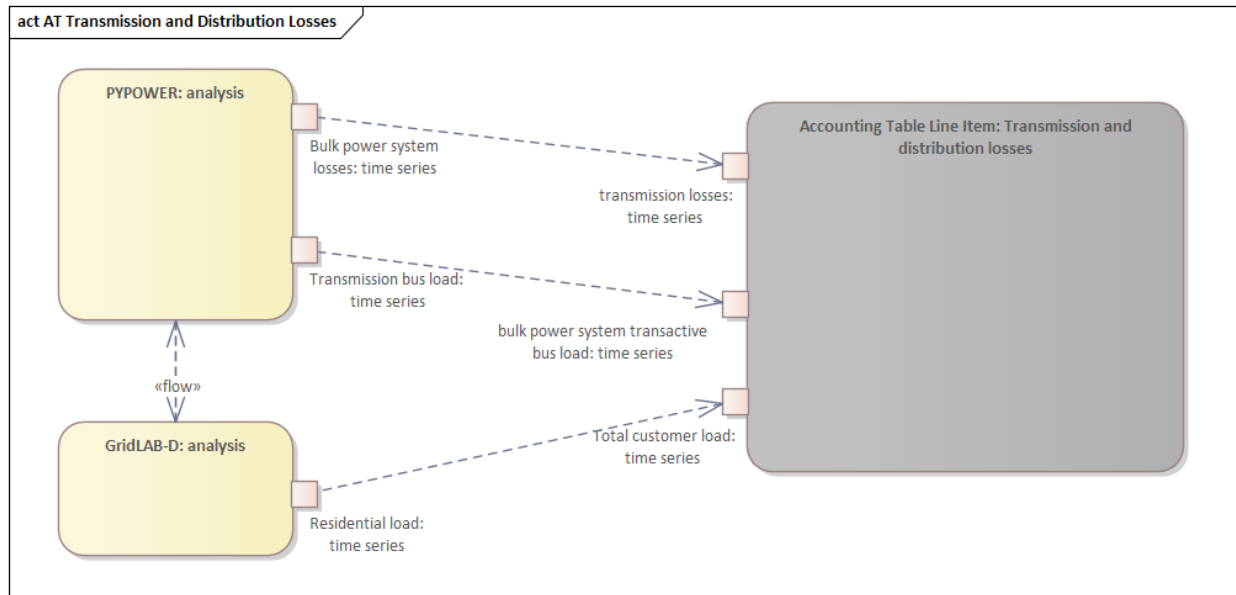 act AT Transmission and Distribution Losses
PYPOWER: analysis
Bulk power system
losses: time series
Transmission bus load:
time series
«flow»
GridLAB-D: analysis
Residential load:
time series
Accounting Table Line Item: Transmission and
distribution losses
transmission losses:
time series
bulk power system transactive
bus load: time series
Total customer load:
time series